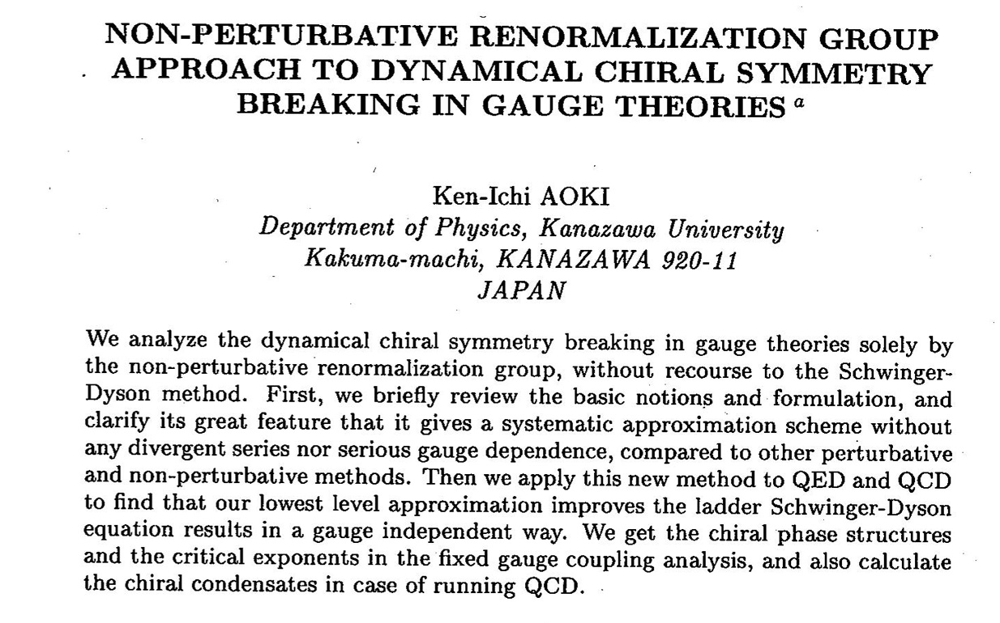 NON-PERTURBATIVE RENORMALIZATION GROUP
APPROACH TO DYNAMICAL CHIRAL SYMMETRY
BREAKING IN GAUGE THEORIES a
Ken-Ichi AOKI
Department of Physics, Kanazawa University
Kakuma-machi, KANAZAWA 920-11
JAPAN
We analyze the dynamical chiral symmetry breaking in gauge theories solely by
the non-perturbative renormalization group, without recourse to the Schwinger-
Dyson method. First, we briefly review the basic notions and formulation, and
clarify its great feature that it gives a systematic approximation scheme without
any divergent series nor serious gauge dependence, compared to other perturbative
and non-perturbative methods. Then we apply this new method to QED and QCD
to find that our lowest level approximation improves the ladder Schwinger-Dyson
equation results in a gauge independent way. We get the chiral phase structures
and the critical exponents in the fixed gauge coupling analysis, and also calculate
the chiral condensates in case of running QCD.